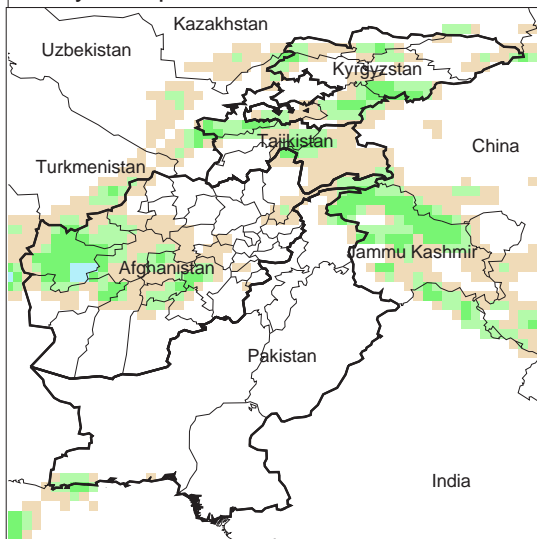 Kazakhstan
Uzbekistan
Kyrgyzstan
Tajikistan
China
Turkmenistan
Jammu Kashmir
Afghanistan
Pakistan
India